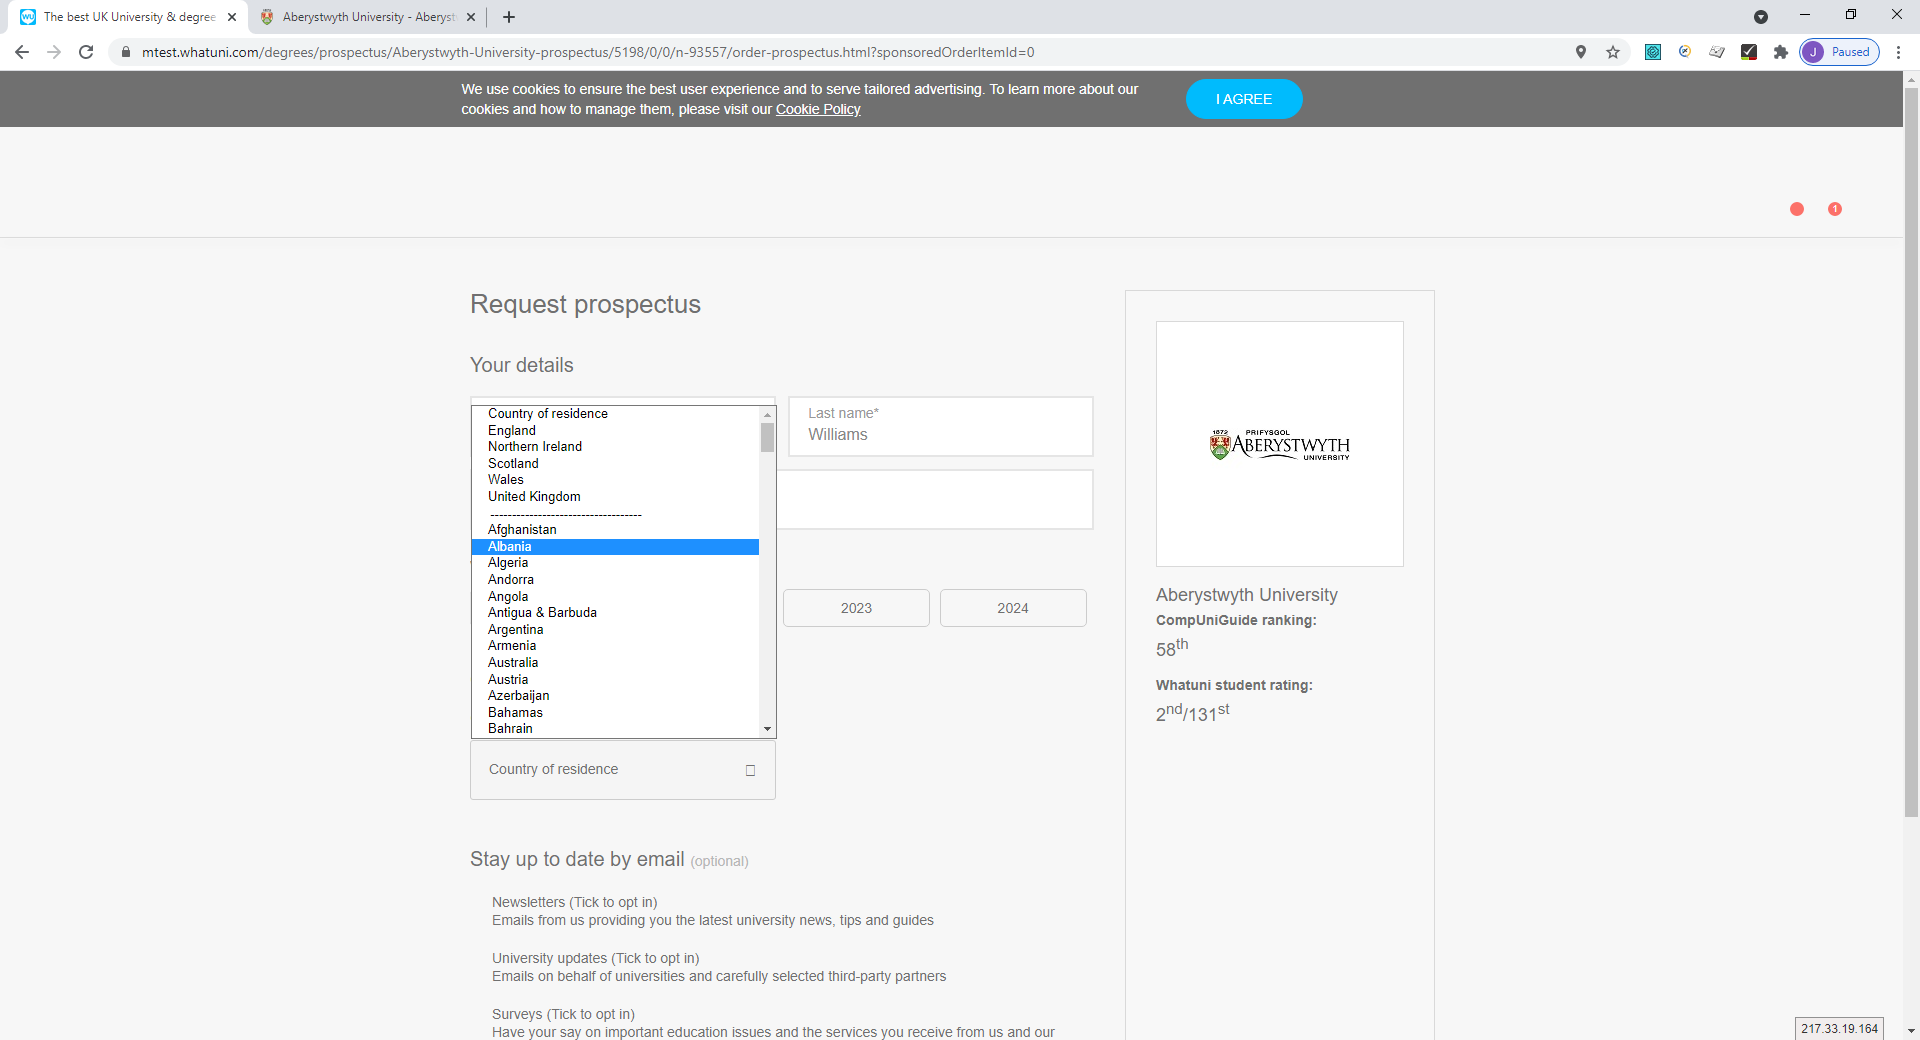 The best UK University & degree
Aberystwyth University - Aberyst
mtest.whatuni.com/degrees/prospectus/Aberystwyth-University-prospectus/5198/0/0/n-93557/order-prospectus.html?sponsoredOrderItemId=0
J Paused
We use cookies to ensure the best user experience and to serve tailored advertising. To learn more about our
cookies and how to manage them, please visit our Cookie Policy
I AGREE
1
Request prospectus
Your details
Last name*
Williams
Country of residence
England
Northern Ireland
Scotland
Wales
United Kingdom
-----------------------------------
Afghanistan
Albania
Algeria
Andorra
Angola
Antigua & Barbuda
Argentina
Armenia
Australia
Austria
Azerbaijan
Bahamas
Bahrain
2023
2024
Country of residence
Stay up to date by email (optional)
Newsletters (Tick to opt in)
Emails from us providing you the latest university news, tips and guides
University updates (Tick to opt in)
Emails on behalf of universities and carefully selected third-party partners
Surveys (Tick to opt in)
Have your say on important education issues and the services you receive from us and our
1872 PRIFYSGOL
ABERYSTWYTH
UNIVERSITY
Aberystwyth University
CompUniGuide ranking:
58th
Whatuni student rating:
2nd/131st
217.33.19.164